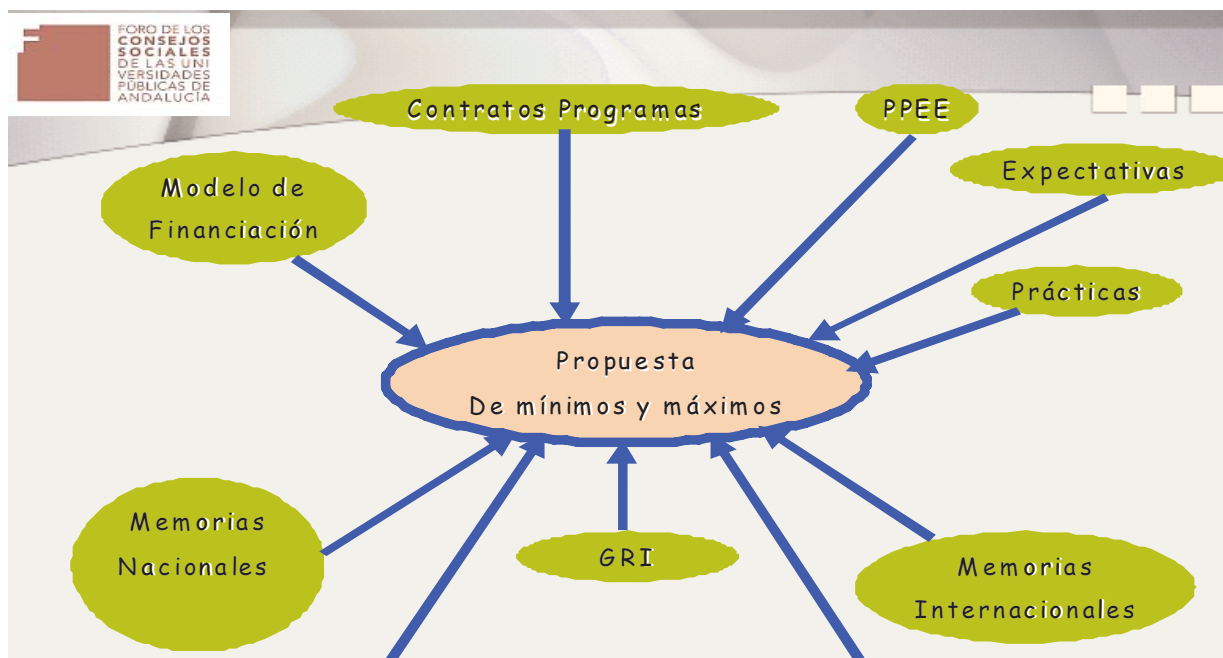 FORO DE LOS
CONSEJOS
SOCIALES
DE LAS UNI
VERSIDADES
PÚBLICAS DE
ANDALUCÍA
Contratos Programas
PPEE
Expectativas
Modelo de
Financiación
Prácticas
Propuesta
De mínimos y máximos
Memorias
Nacionales
GRI
Memorias
Internacionales